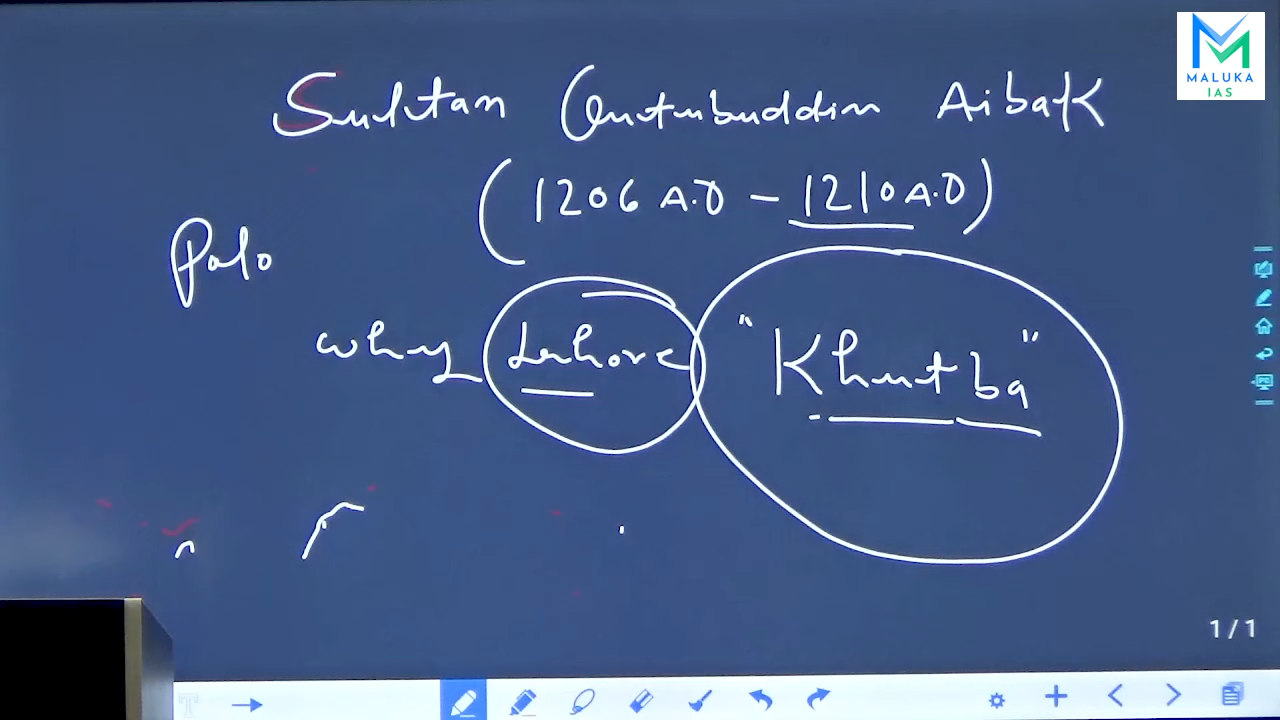 MALUKA
IAS
Sultan Qutubuddin Aibak
(1206 A.D - 1210 A.D)
Polo
why Lahore "Khutba"
1/1